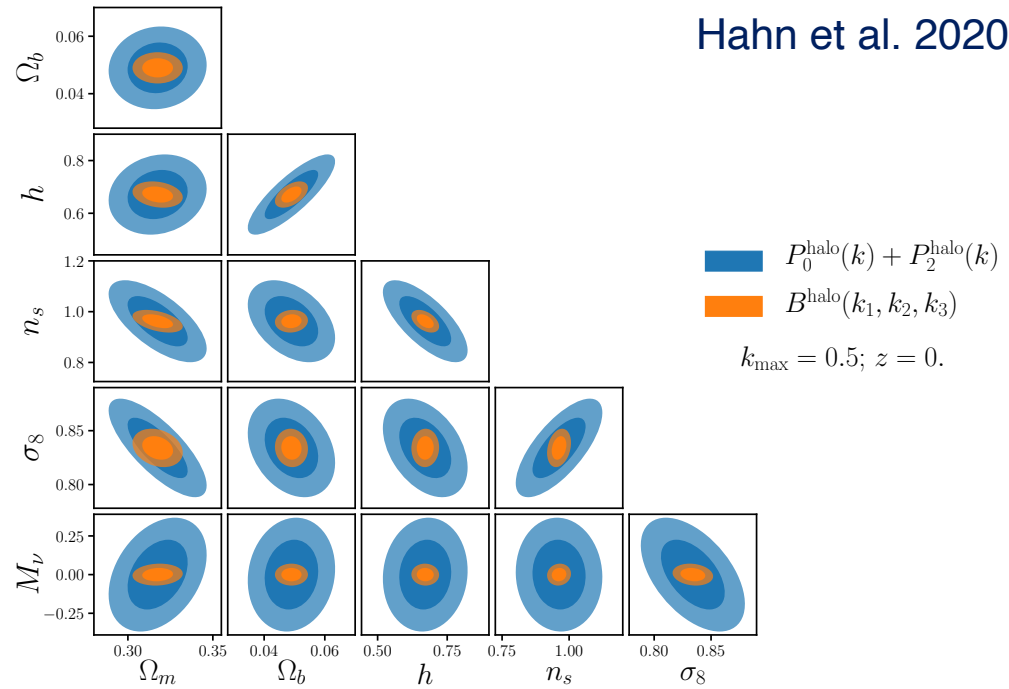 Hahn et al. 2020
Ω_b
0.06
0.04
h
0.8
0.6
n_s
1.2
1.0
0.8
σ_8
0.85
0.80
M_ν
0.25
0.00
−0.25
P_0^halo(k) + P_2^halo(k)
B^halo(k_1, k_2, k_3)
k_max = 0.5; z = 0.
0.30 0.35 0.04 0.06 0.50 0.75 0.75 1.00 0.80 0.85
Ω_m Ω_b h n_s σ_8